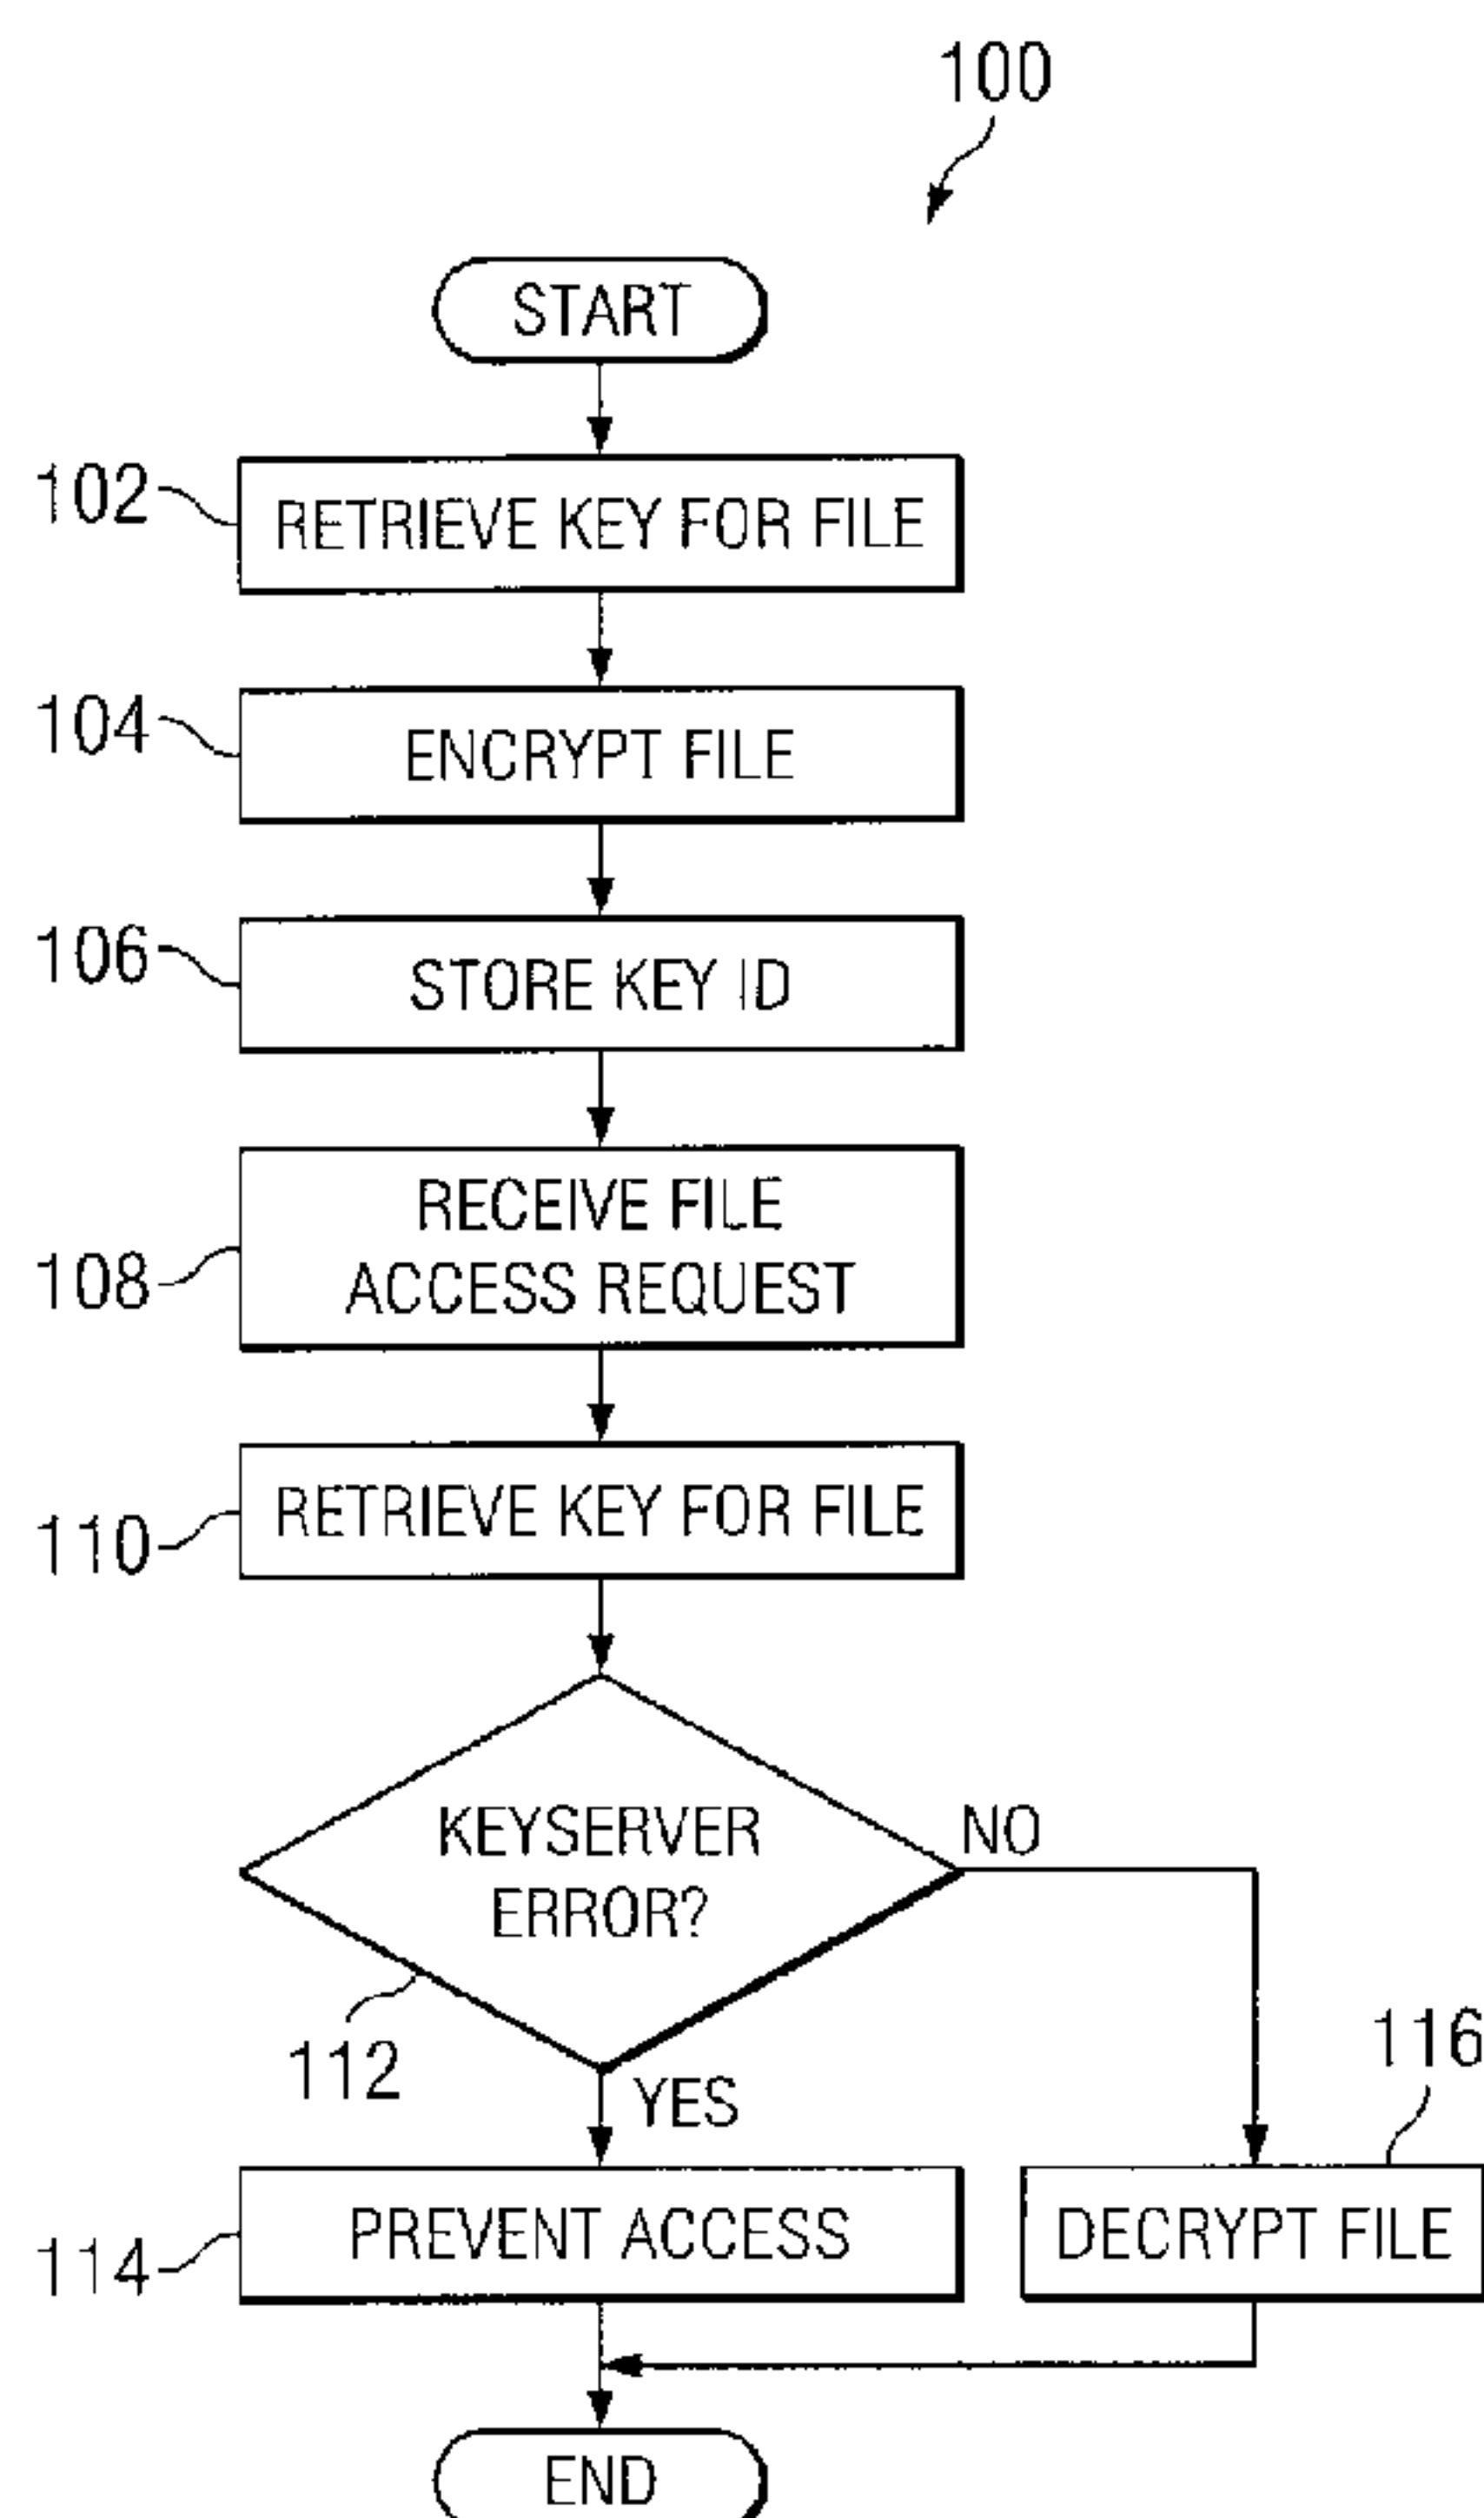 100
START
102
RETRIEVE KEY FOR FILE
104
ENCRYPT FILE
106
STORE KEY ID
108
RECEIVE FILE
ACCESS REQUEST
110
RETRIEVE KEY FOR FILE
KEYSERVER
ERROR?
NO
112
YES
116
114
PREVENT ACCESS
DECRYPT FILE
END